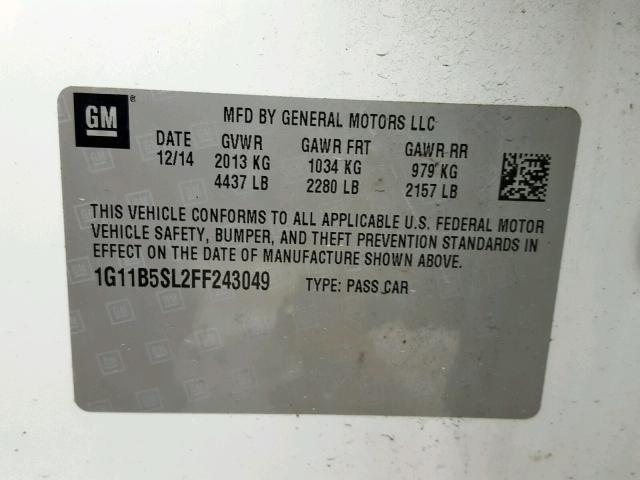 GM ®
MFD BY GENERAL MOTORS LLC
DATE GVWR GAWR FRT GAWR RR
12/14 2013 KG 1034 KG 979 KG
4437 LB 2280 LB 2157 LB
THIS VEHICLE CONFORMS TO ALL APPLICABLE U.S. FEDERAL MOTOR
VEHICLE SAFETY, BUMPER, AND THEFT PREVENTION STANDARDS IN
EFFECT ON THE DATE OF MANUFACTURE SHOWN ABOVE.
1G11B5SL2FF243049 TYPE: PASS CAR